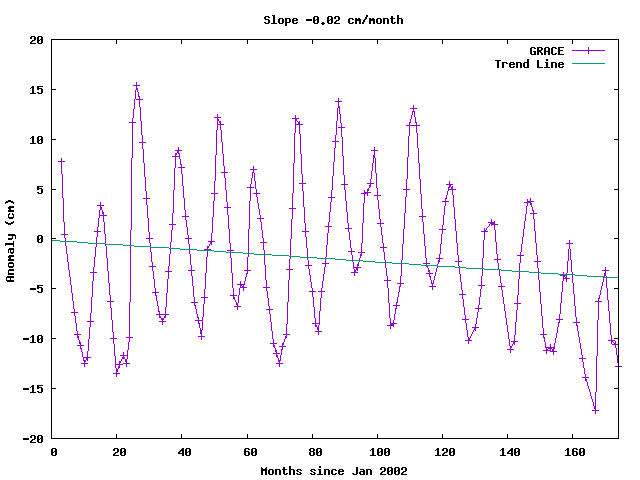 Slope -0.02 cm/month
GRACE
Trend Line
20
15
10
5
0
-5
-10
-15
-20
Anomaly (cm)
0 20 40 60 80 100 120 140 160
Months since Jan 2002